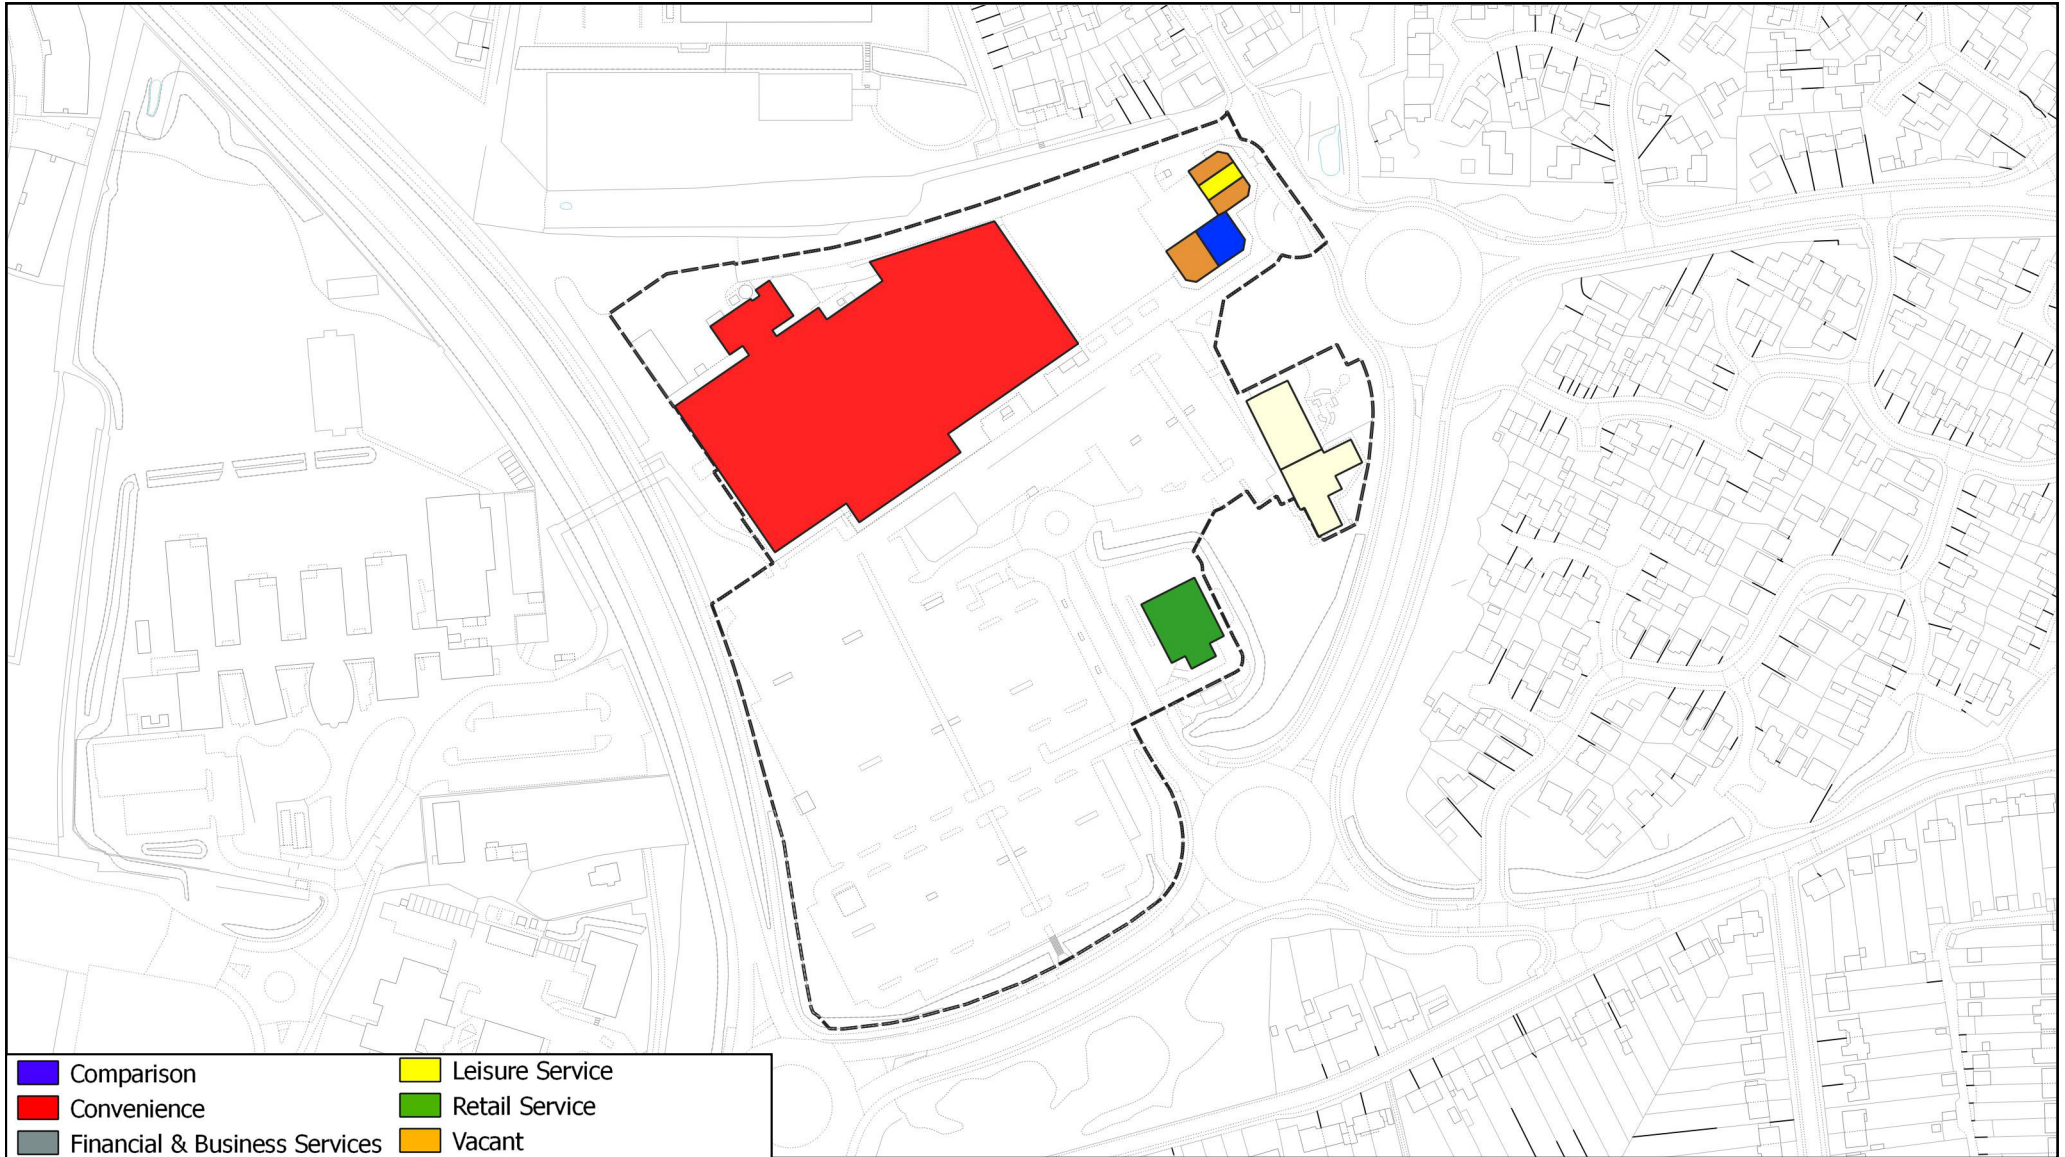 Comparison
Convenience
Financial & Business Services
Leisure Service
Retail Service
Vacant